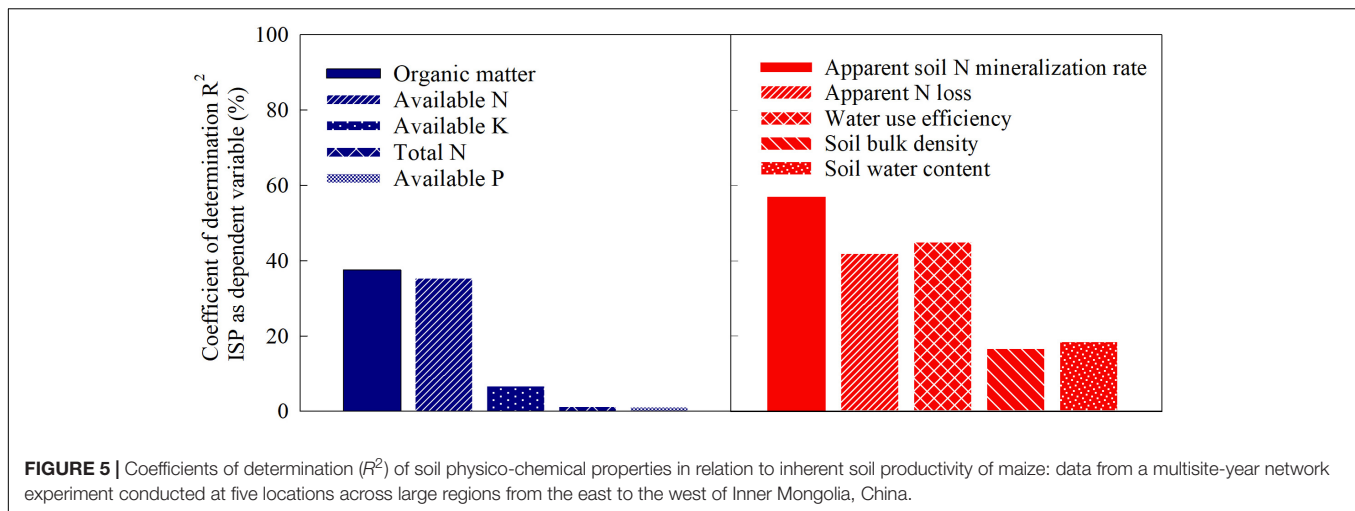 Coefficient of determination R²
ISP as dependent variable (%)
100
80
60
40
20
0
Organic matter
Available N
Available K
Total N
Available P
Apparent soil N mineralization rate
Apparent N loss
Water use efficiency
Soil bulk density
Soil water content
FIGURE 5 | Coefficients of determination (R²) of soil physico-chemical properties in relation to inherent soil productivity of maize: data from a multisite-year network
experiment conducted at five locations across large regions from the east to the west of Inner Mongolia, China.